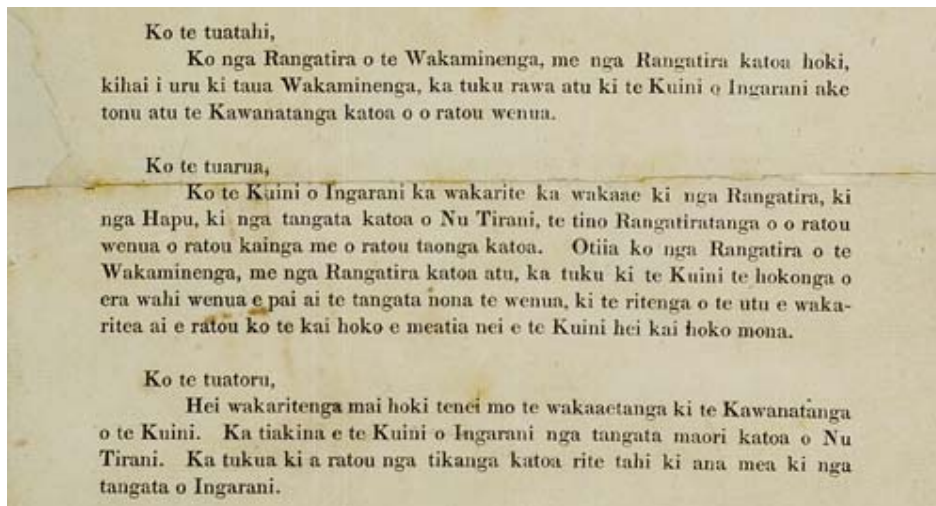 Ko te tuatahi,
Ko nga Rangatira o te Wakaminenga, me nga Rangatira katoa hoki,
kihai i uru ki taua Wakaminenga, ka tuku rawa atu ki te Kuini o Ingarani ake
tonu atu te Kawanatanga katoa o o ratou wenua.
Ko te tuarua,
Ko te Kuini o Ingarani ka wakarite ka wakaae ki nga Rangatira, ki
nga Hapu, ki nga tangata katoa o Nu Tirani, te tino Rangatiratanga o o ratou
wenua o ratou kainga me o ratou taonga katoa. Otiia ko nga Rangatira o te
Wakaminenga, me nga Rangatira katoa atu, ka tuku ki te Kuini te hokonga o
era wahi wenua e pai ai te tangata nona te wenua, ki te ritenga o te utu e waka-
ritea ai e ratou ko te kai hoko e meatia nei e te Kuini hei kai hoko mona.
Ko te tuatoru,
Hei wakaritenga mai hoki tenei mo te wakaaetanga ki te Kawanatanga
o te Kuini. Ka tiakina e te Kuini o Ingarani nga tangata maori katoa o Nu
Tirani. Ka tukua ki a ratou nga tikanga katoa rite tahi ki ana mea ki nga
tangata o Ingarani.